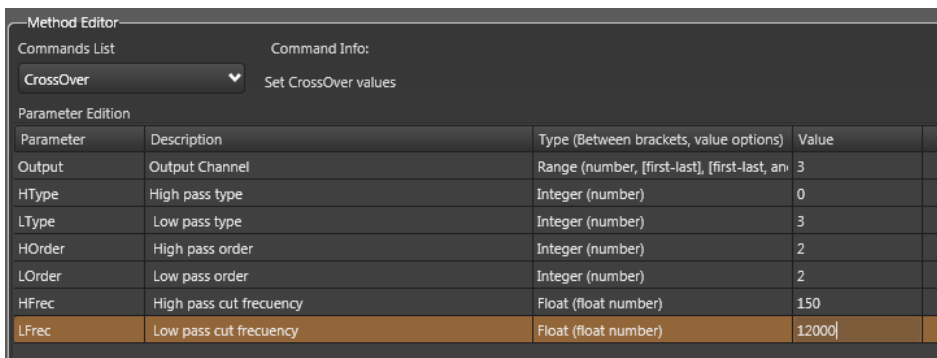 Method Editor
Commands List Command Info:
CrossOver Set CrossOver values
Parameter Edition
Parameter Description Type (Between brackets, value options) Value
Output Output Channel Range (number, [first-last], [first-last, an 3
HType High pass type Integer (number) 0
LType Low pass type Integer (number) 3
HOrder High pass order Integer (number) 2
LOrder Low pass order Integer (number) 2
HFrec High pass cut frecuency Float (float number) 150
LFrec Low pass cut frecuency Float (float number) 12000